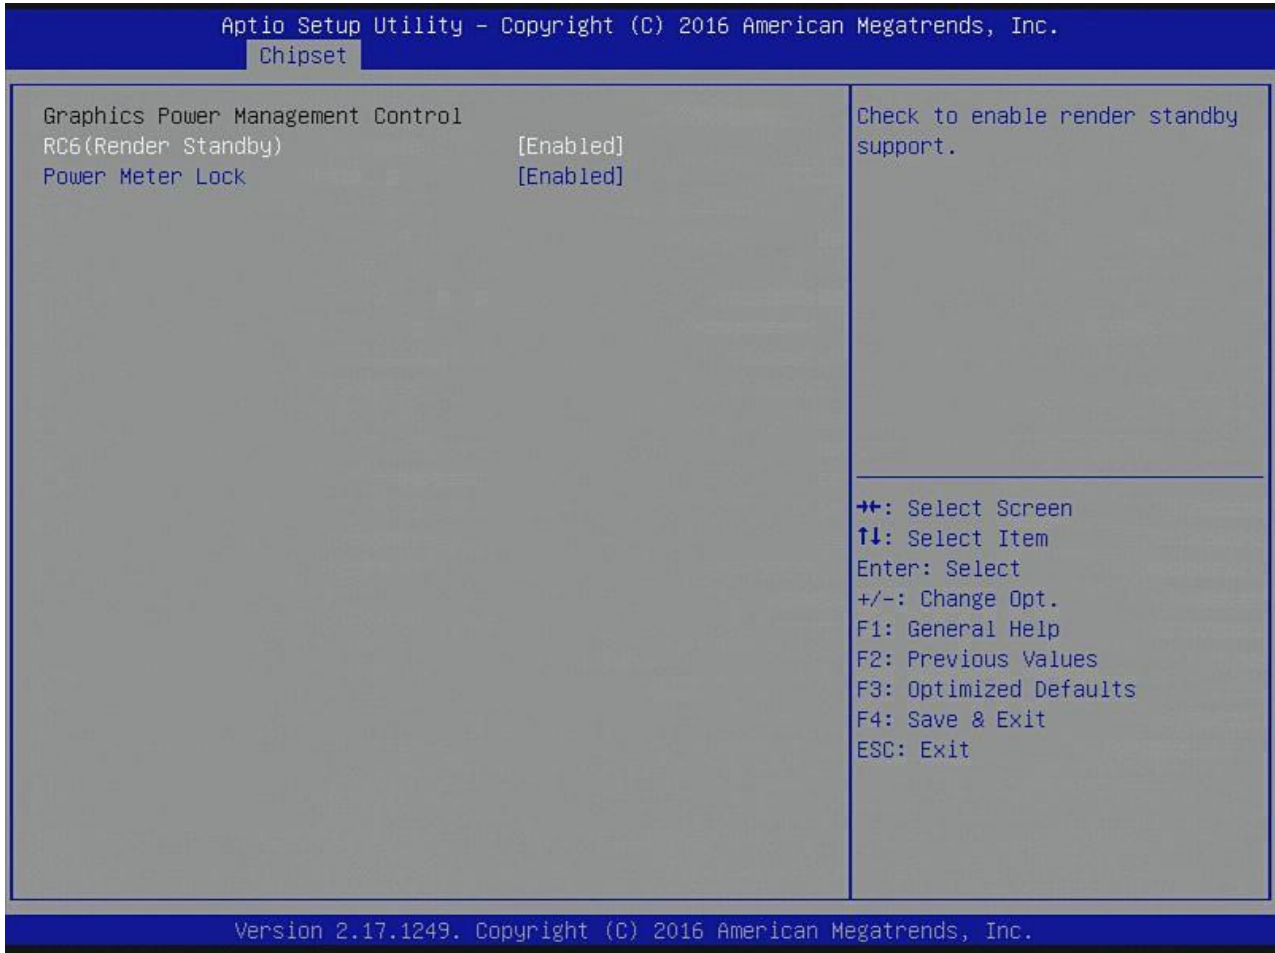 Aptio Setup Utility – Copyright (C) 2016 American Megatrends, Inc.
Chipset
Graphics Power Management Control
RC6(Render Standby) [Enabled]
Power Meter Lock [Enabled]
Check to enable render standby
support.
→←: Select Screen
↑↓: Select Item
Enter: Select
+/-: Change Opt.
F1: General Help
F2: Previous Values
F3: Optimized Defaults
F4: Save & Exit
ESC: Exit
Version 2.17.1249. Copyright (C) 2016 American Megatrends, Inc.